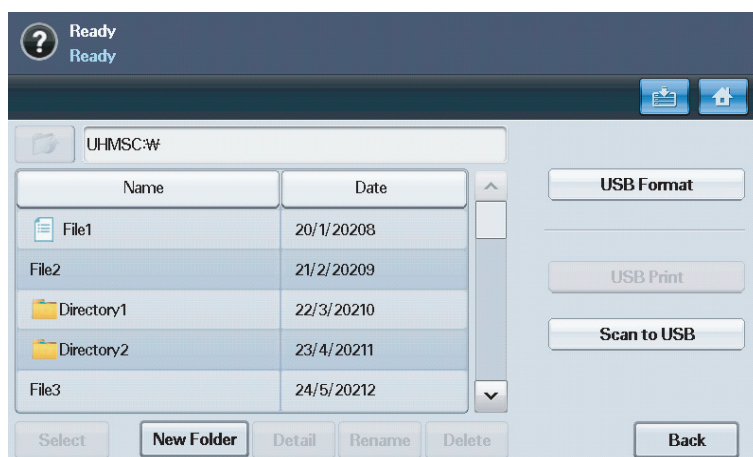 ?
Ready
Ready
UHMSC:₩
Name Date
File1 20/1/20208
File2 21/2/20209
Directory1 22/3/20210
Directory2 23/4/20211
File3 24/5/20212
USB Format
USB Print
Scan to USB
Select New Folder Detail Rename Delete Back